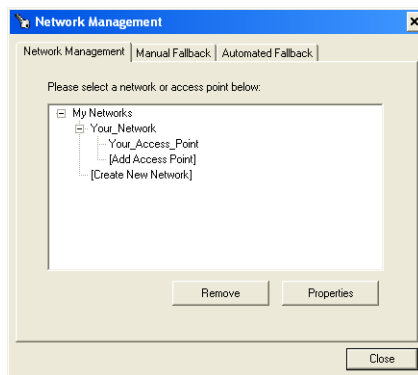 Network Management
Network Management Manual Fallback Automated Fallback
Please select a network or access point below:
My Networks
Your_Network
Your_Access_Point
[Add Access Point]
[Create New Network]
Remove Properties
Close